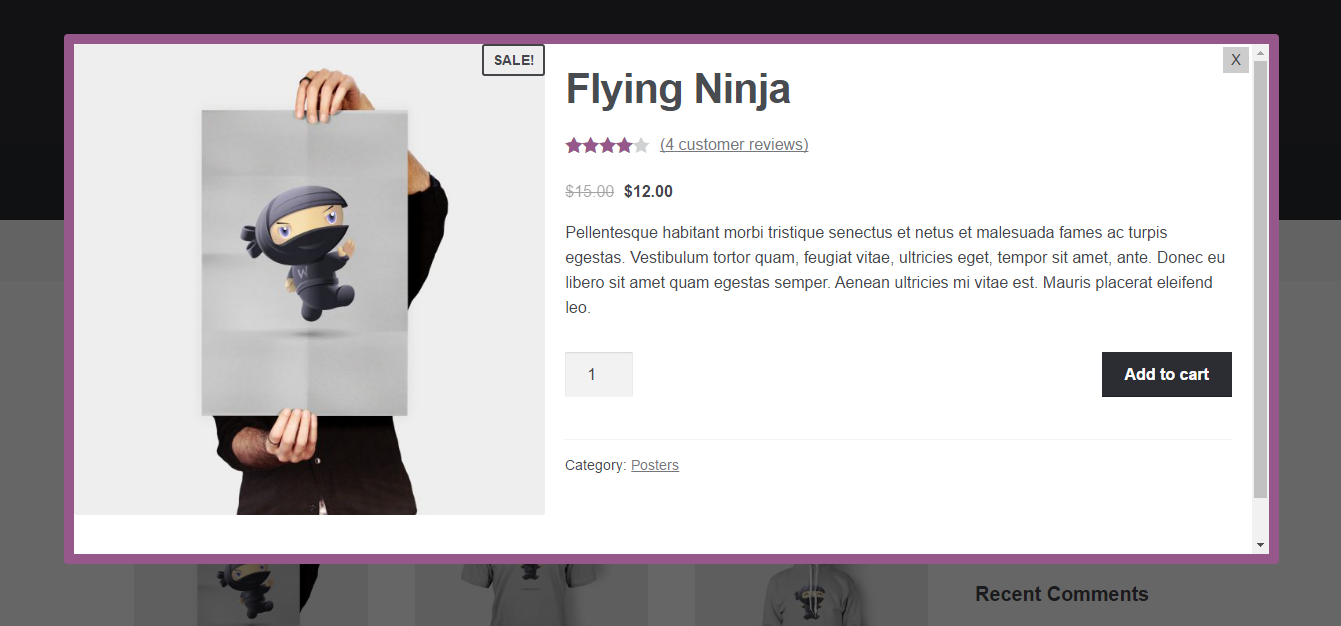 SALE!
X
Flying Ninja
(4 customer reviews)
$15.00 $12.00
Pellentesque habitant morbi tristique senectus et netus et malesuada fames ac turpis
egestas. Vestibulum tortor quam, feugiat vitae, ultricies eget, tempor sit amet, ante. Donec eu
libero sit amet quam egestas semper. Aenean ultricies mi vitae est. Mauris placerat eleifend
leo.
W
1
Add to cart
Category: Posters
Recent Comments